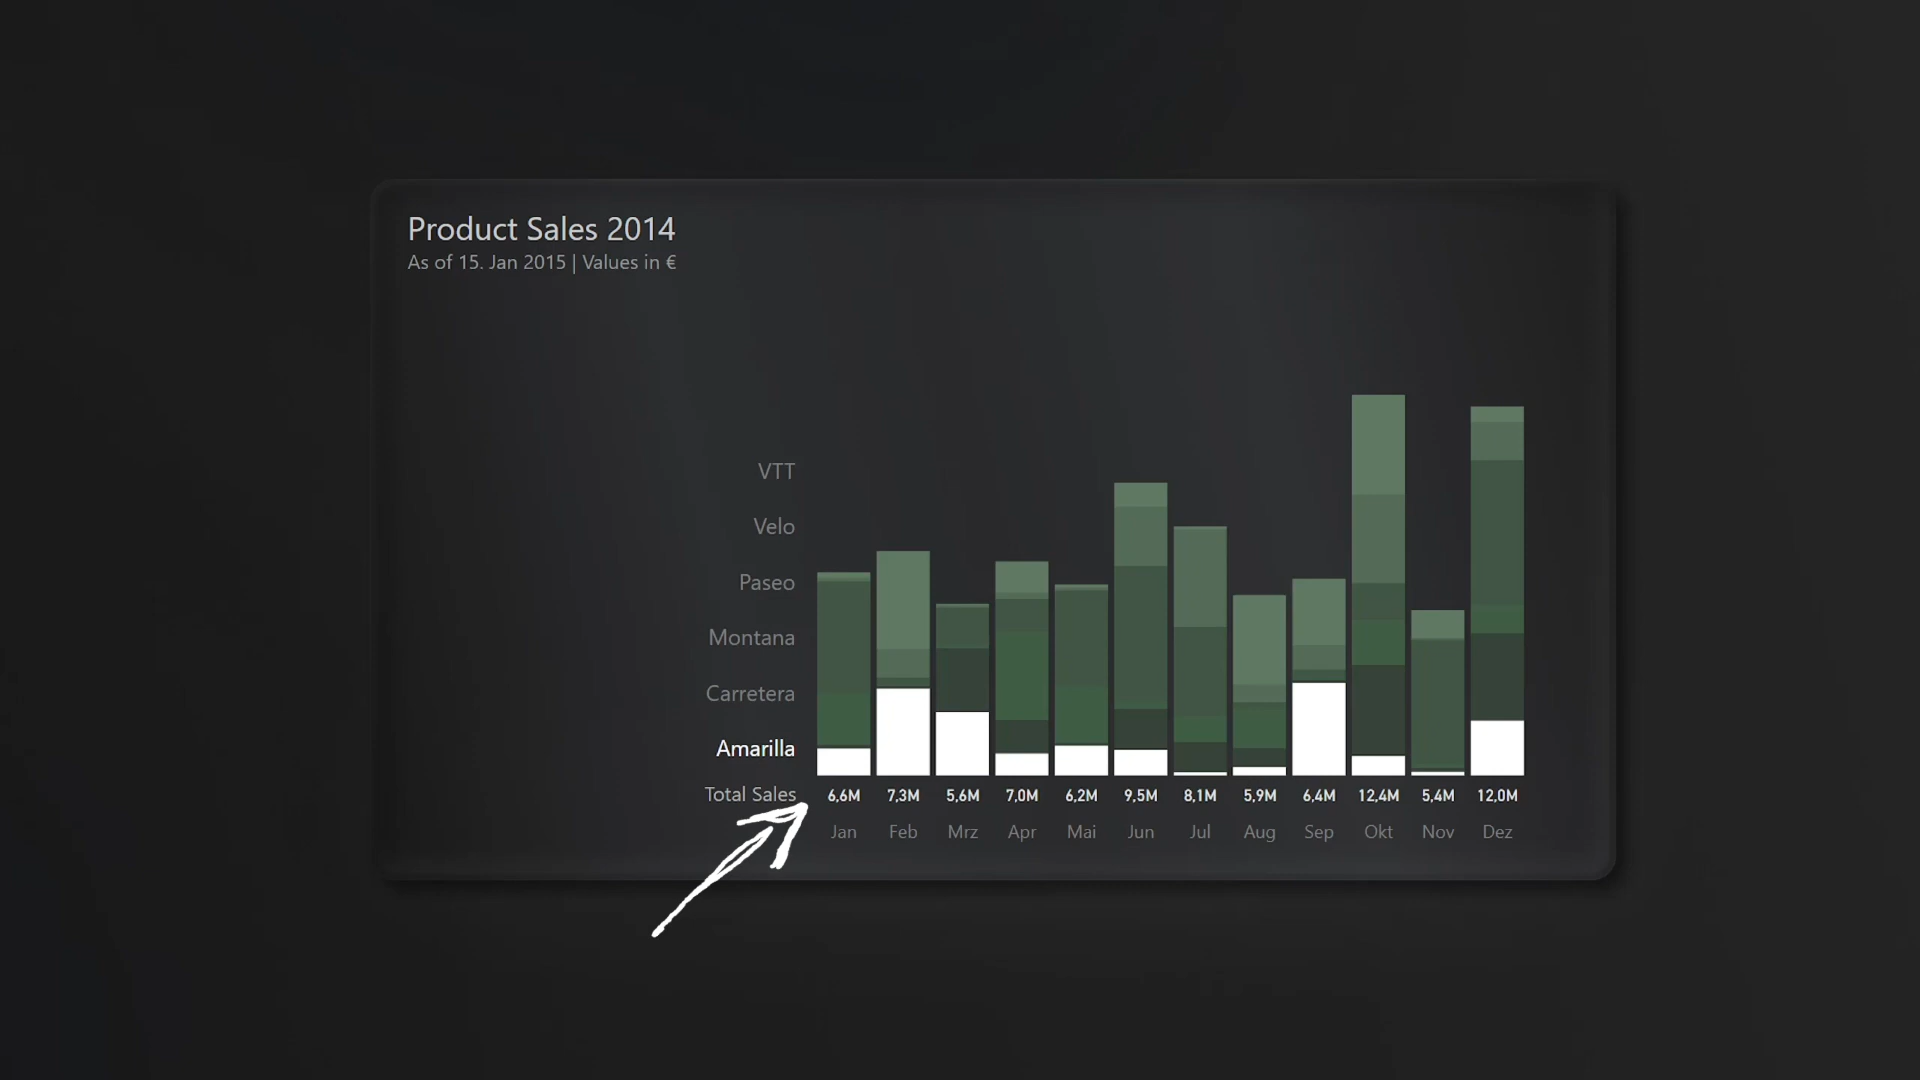 Product Sales 2014
As of 15. Jan 2015 | Values in €
VTT
Velo
Paseo
Montana
Carretera
Amarilla
Total Sales 6,6M 7,3M 5,6M 7,0M 6,2M 9,5M 8,1M 5,9M 6,4M 12,4M 5,4M 12,0M
Jan Feb Mrz Apr Mai Jun Jul Aug Sep Okt Nov Dez